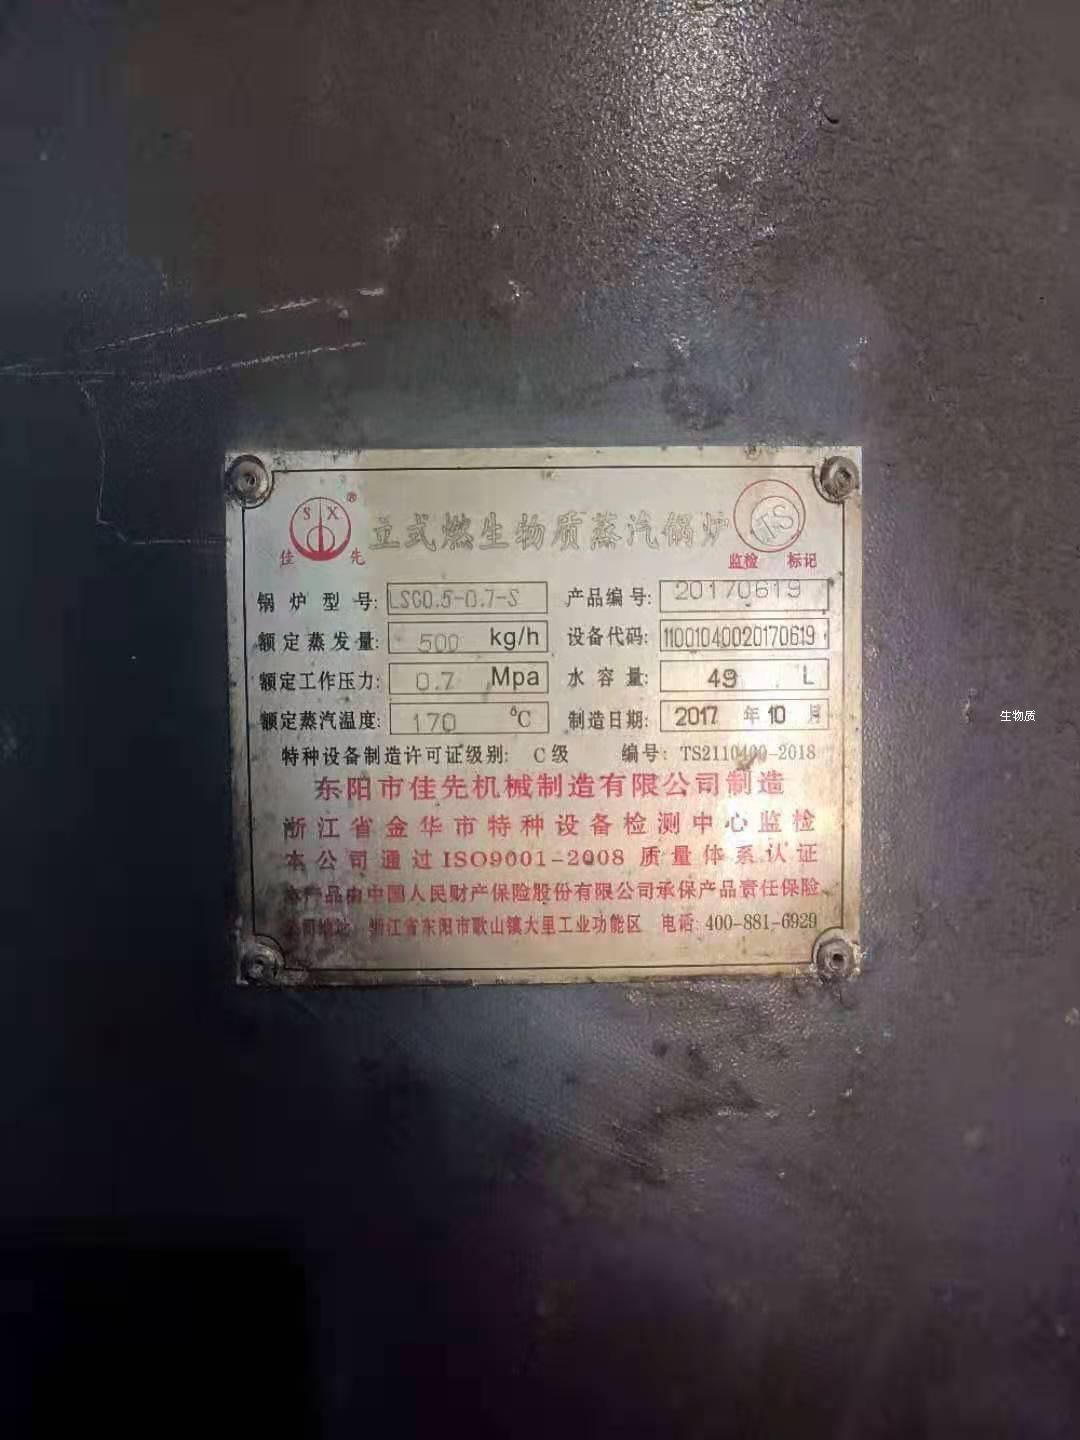 SX ®
佳 先
立式燃生物质蒸汽锅炉
TS
监检 标记
锅炉型号: LSG0.5-0.7-S 产品编号: 20170619
额定蒸发量: 500 kg/h 设备代码: 11001040020170619
额定工作压力: 0.7 Mpa 水容量: 49 L
额定蒸汽温度: 170 ℃ 制造日期: 2017 年 10 月
特种设备制造许可证级别: C级 编号: TS2110400-2018
东阳市佳先机械制造有限公司制造
浙江省金华市特种设备检测中心监检
本公司通过ISO9001-2008 质量体系认证
本产品由中国人民财产保险股份有限公司承保产品责任保险
公司地址: 浙江省东阳市歌山镇大里工业功能区 电话: 400-881-6929
生物质